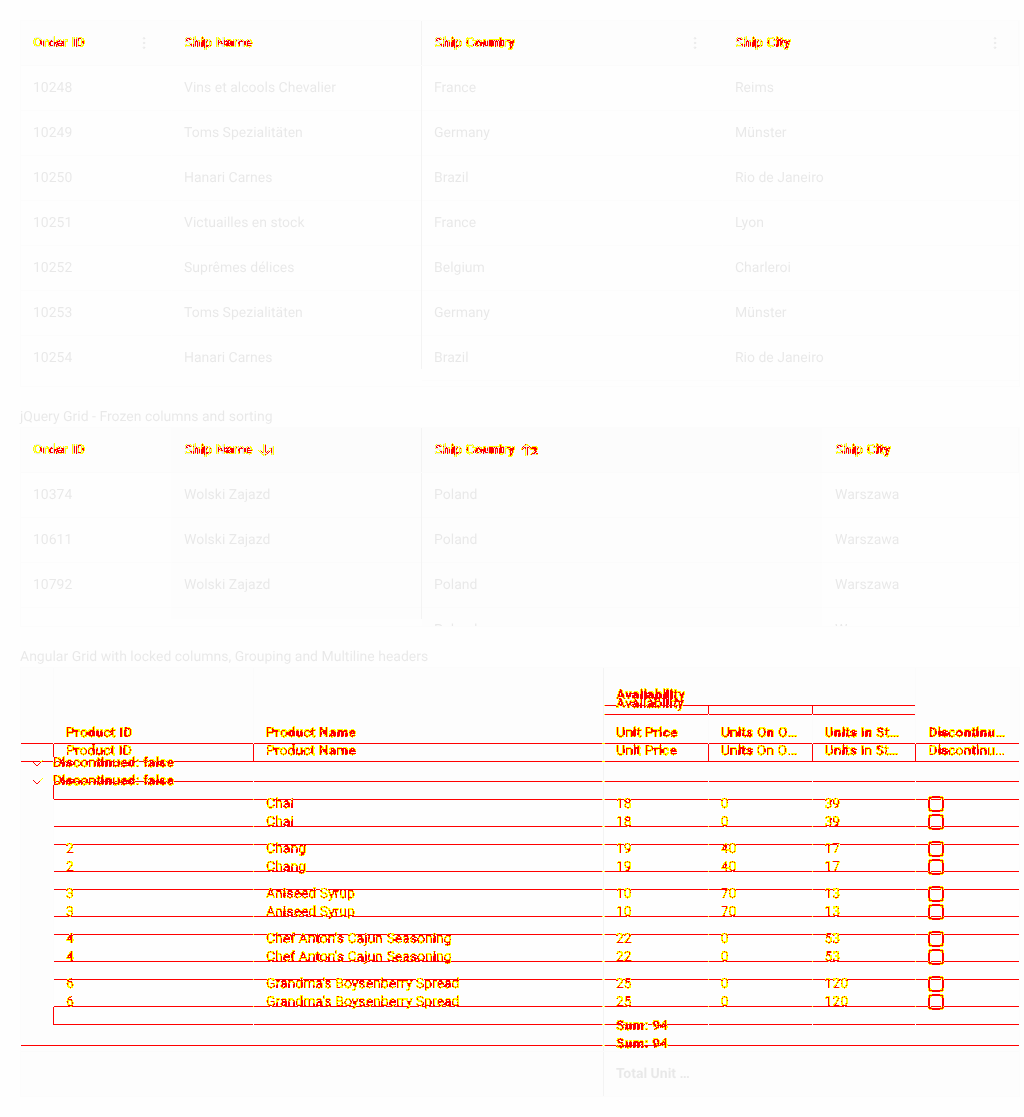 Order ID Ship Name Ship Country Ship City
10248 Vins et alcools Chevalier France Reims
10249 Toms Spezialitäten Germany Münster
10250 Hanari Carnes Brazil Rio de Janeiro
10251 Victuailles en stock France Lyon
10252 Suprêmes délices Belgium Charleroi
10253 Toms Spezialitäten Germany Münster
10254 Hanari Carnes Brazil Rio de Janeiro
jQuery Grid - Frozen columns and sorting
Order ID Ship Name Ship Country Ship City
10374 Wolski Zajazd Poland Warszawa
10611 Wolski Zajazd Poland Warszawa
10792 Wolski Zajazd Poland Warszawa
Angular Grid with locked columns, Grouping and Multiline headers
Availability
Availability
Product ID Product Name Unit Price Units On O... Units In St... Discontinu...
Product ID Product Name Unit Price Units On O... Units In St... Discontinu...
Discontinued: false
Discontinued: false
Chai 18 0 39
Chai 18 0 39
2 Chang 19 40 17
2 Chang 19 40 17
3 Aniseed Syrup 10 70 13
3 Aniseed Syrup 10 70 13
4 Chef Anton's Cajun Seasoning 22 0 53
4 Chef Anton's Cajun Seasoning 22 0 53
6 Grandma's Boysenberry Spread 25 0 120
6 Grandma's Boysenberry Spread 25 0 120
Sum: 94
Sum: 94
Total Unit ...